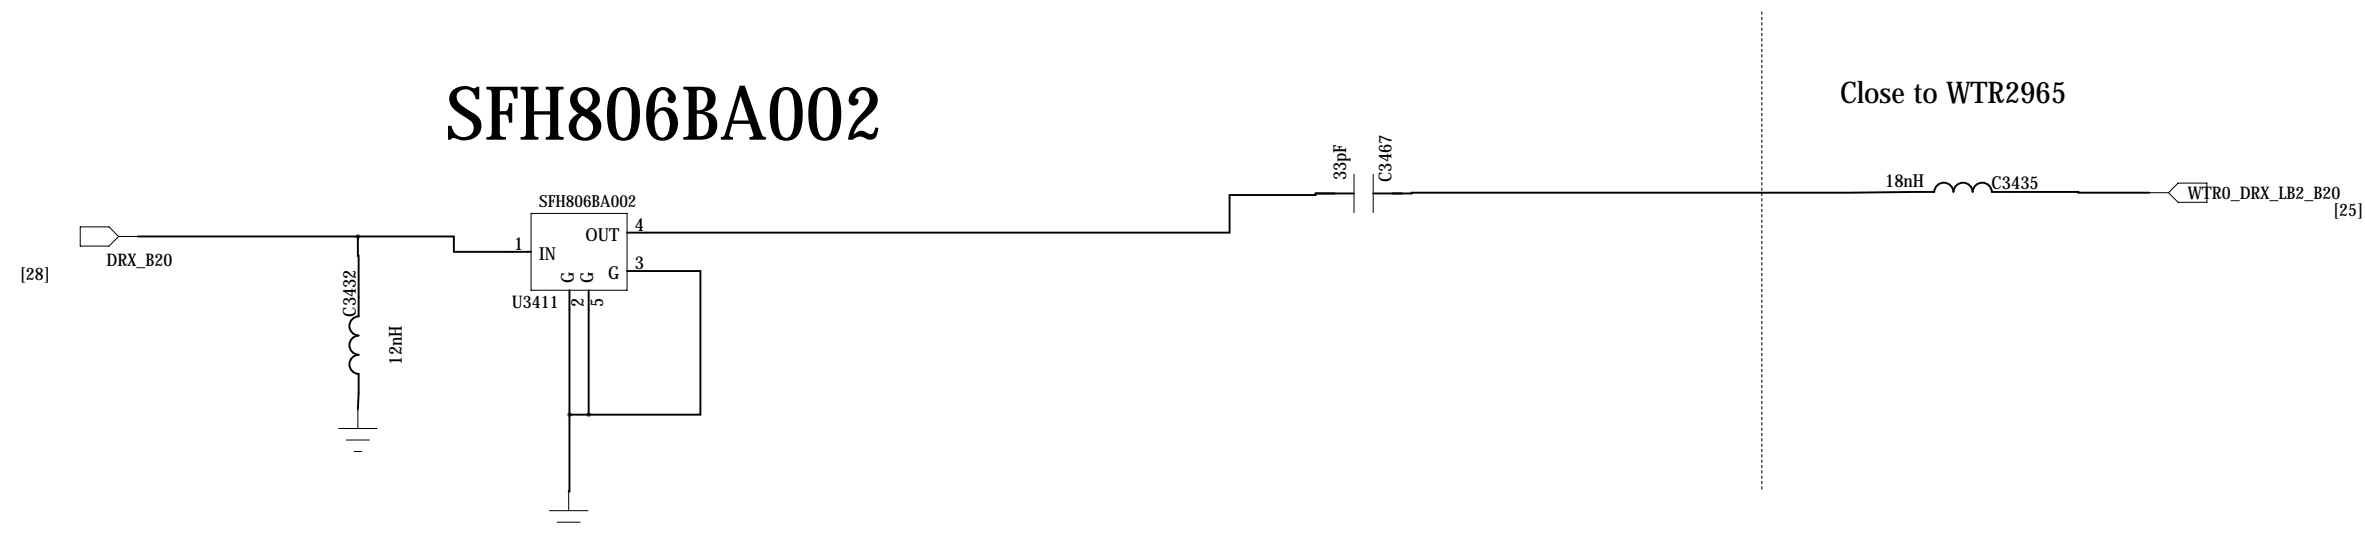 SFH806BA002
Close to WTR2965
33pF
C3467
SFH806BA002
18nH
C3435
WTR0_DRX_LB2_B20
[25]
4
OUT
1
IN
DRX_B20
[28]
3
G
G
G
C3432
U3411
2
5
12nH